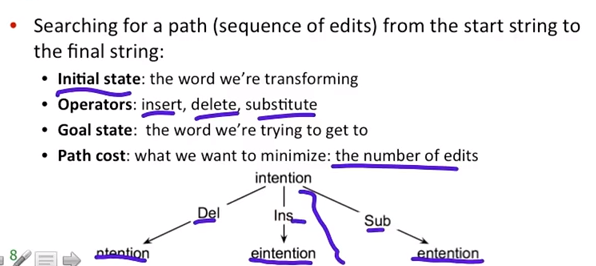 • Searching for a path (sequence of edits) from the start string to
the final string:
• Initial state: the word we're transforming
• Operators: insert, delete, substitute
• Goal state: the word we're trying to get to
• Path cost: what we want to minimize: the number of edits
intention
Del Ins Sub
ntention eintention entention
8